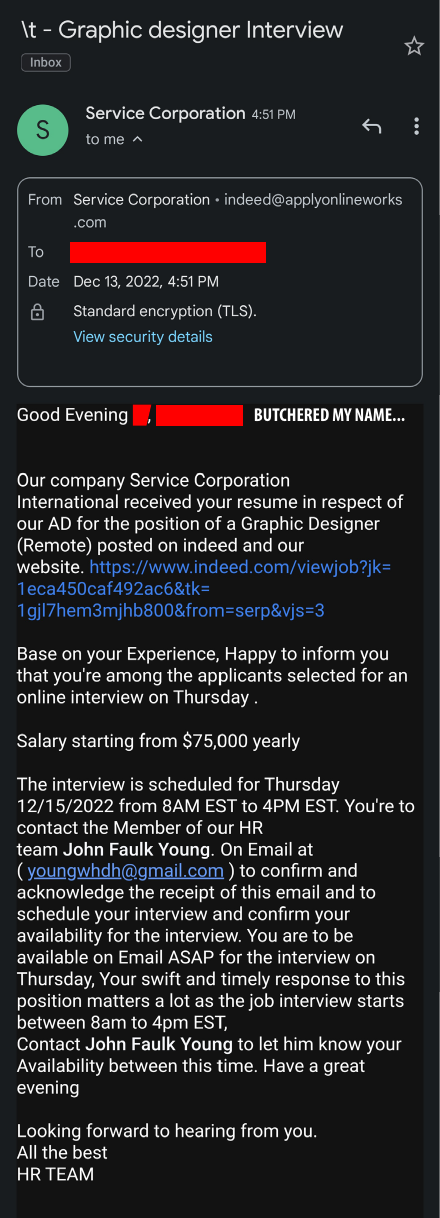 \t - Graphic designer Interview
Inbox
S
Service Corporation 4:51 PM
to me
From Service Corporation • indeed@applyonlineworks
.com
To
Date Dec 13, 2022, 4:51 PM
Standard encryption (TLS).
View security details
Good Evening , BUTCHERED MY NAME...
Our company Service Corporation
International received your resume in respect of
our AD for the position of a Graphic Designer
(Remote) posted on indeed and our
website. https://www.indeed.com/viewjob?jk=
1eca450caf492ac6&tk=
1gjl7hem3mjhb800&from=serp&vjs=3
Base on your Experience, Happy to inform you
that you're among the applicants selected for an
online interview on Thursday .
Salary starting from $75,000 yearly
The interview is scheduled for Thursday
12/15/2022 from 8AM EST to 4PM EST. You're to
contact the Member of our HR
team John Faulk Young. On Email at
( youngwhdh@gmail.com ) to confirm and
acknowledge the receipt of this email and to
schedule your interview and confirm your
availability for the interview. You are to be
available on Email ASAP for the interview on
Thursday, Your swift and timely response to this
position matters a lot as the job interview starts
between 8am to 4pm EST,
Contact John Faulk Young to let him know your
Availability between this time. Have a great
evening
Looking forward to hearing from you.
All the best
HR TEAM